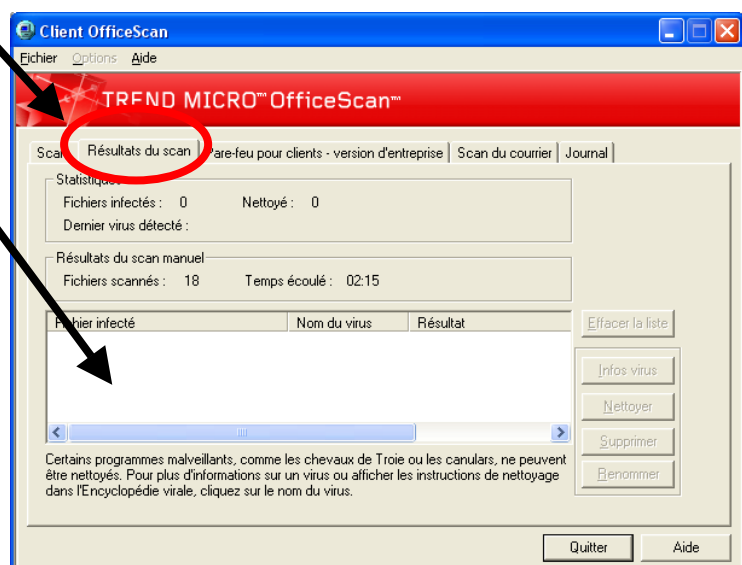 Client OfficeScan
Fichier Options Aide
TREND MICRO™ OfficeScan™
Scan Résultats du scan Pare-feu pour clients - version d'entreprise Scan du courrier Journal
Statistiques
Fichiers infectés : 0 Nettoyé : 0
Dernier virus détecté :
Résultats du scan manuel
Fichiers scannés : 18 Temps écoulé : 02:15
Fichier infecté Nom du virus Résultat
Effacer la liste
Infos virus
Nettoyer
Supprimer
Renommer
Certains programmes malveillants, comme les chevaux de Troie ou les canulars, ne peuvent
être nettoyés. Pour plus d'informations sur un virus ou afficher les instructions de nettoyage
dans l'Encyclopédie virale, cliquez sur le nom du virus.
Quitter Aide